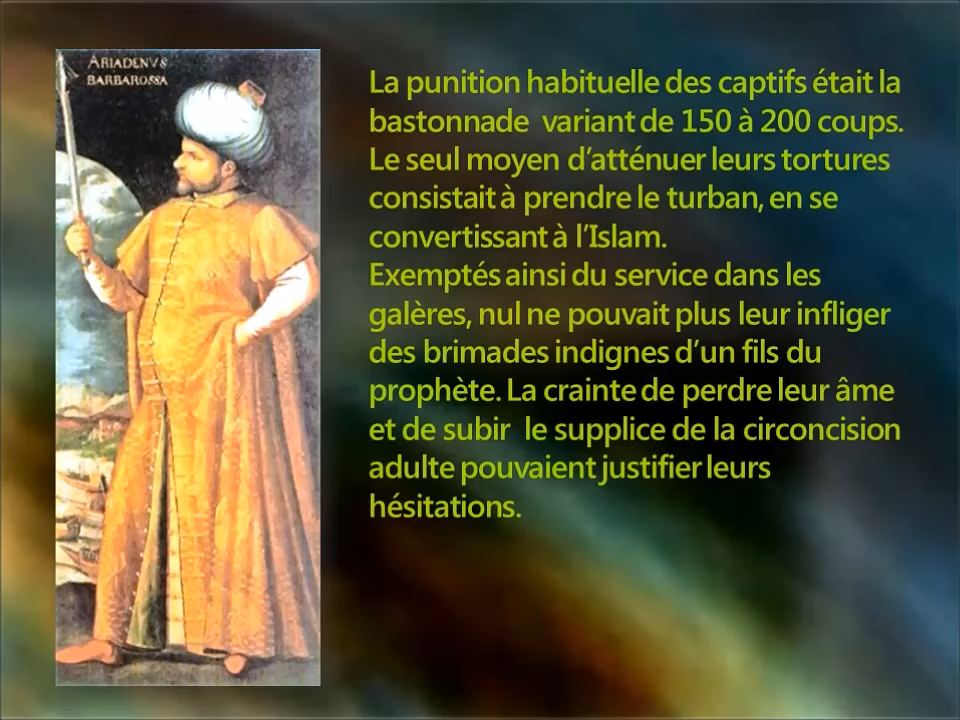 ARIADENVS
BARBAROSSA
La punition habituelle des captifs était la
bastonnade variant de 150 à 200 coups.
Le seul moyen d'atténuer leurs tortures
consistait à prendre le turban, en se
convertissant à l'Islam.
Exemptés ainsi du service dans les
galères, nul ne pouvait plus leur infliger
des brimades indignes d'un fils du
prophète. La crainte de perdre leur âme
et de subir le supplice de la circoncision
adulte pouvaient justifier leurs
hésitations.